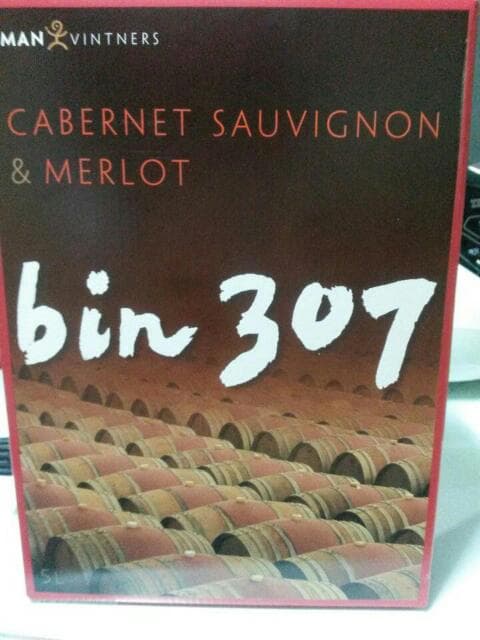 MAN VINTNERS
CABERNET SAUVIGNON
& MERLOT
bin 307
5L